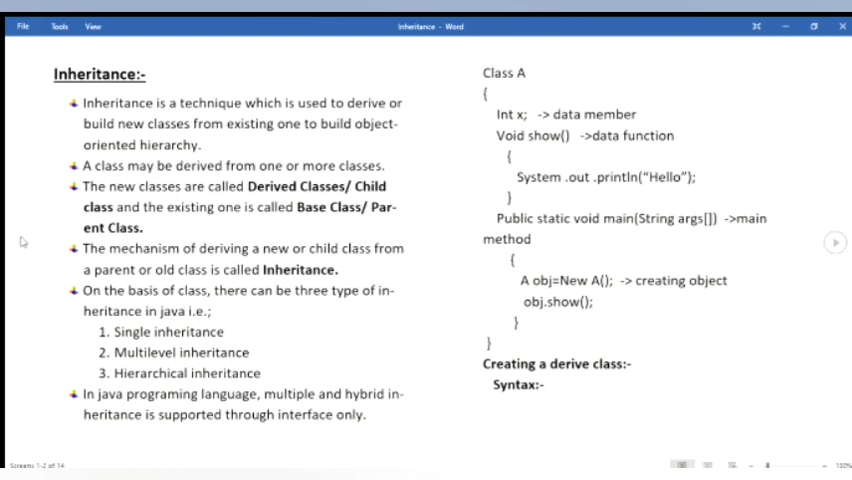 File Tools View Inheritance - Word
Inheritance:-
Inheritance is a technique which is used to derive or
build new classes from existing one to build object-
oriented hierarchy.
A class may be derived from one or more classes.
The new classes are called Derived Classes/ Child
class and the existing one is called Base Class/ Par-
ent Class.
The mechanism of deriving a new or child class from
a parent or old class is called Inheritance.
On the basis of class, there can be three type of in-
heritance in java i.e.;
1. Single inheritance
2. Multilevel inheritance
3. Hierarchical inheritance
In java programing language, multiple and hybrid in-
heritance is supported through interface only.
Class A
{
Int x; -> data member
Void show() ->data function
{
System .out .println(“Hello”);
}
Public static void main(String args[]) ->main
method
{
A obj=New A(); -> creating object
obj.show();
}
}
Creating a derive class:-
Syntax:-
Screens 1-2 of 14